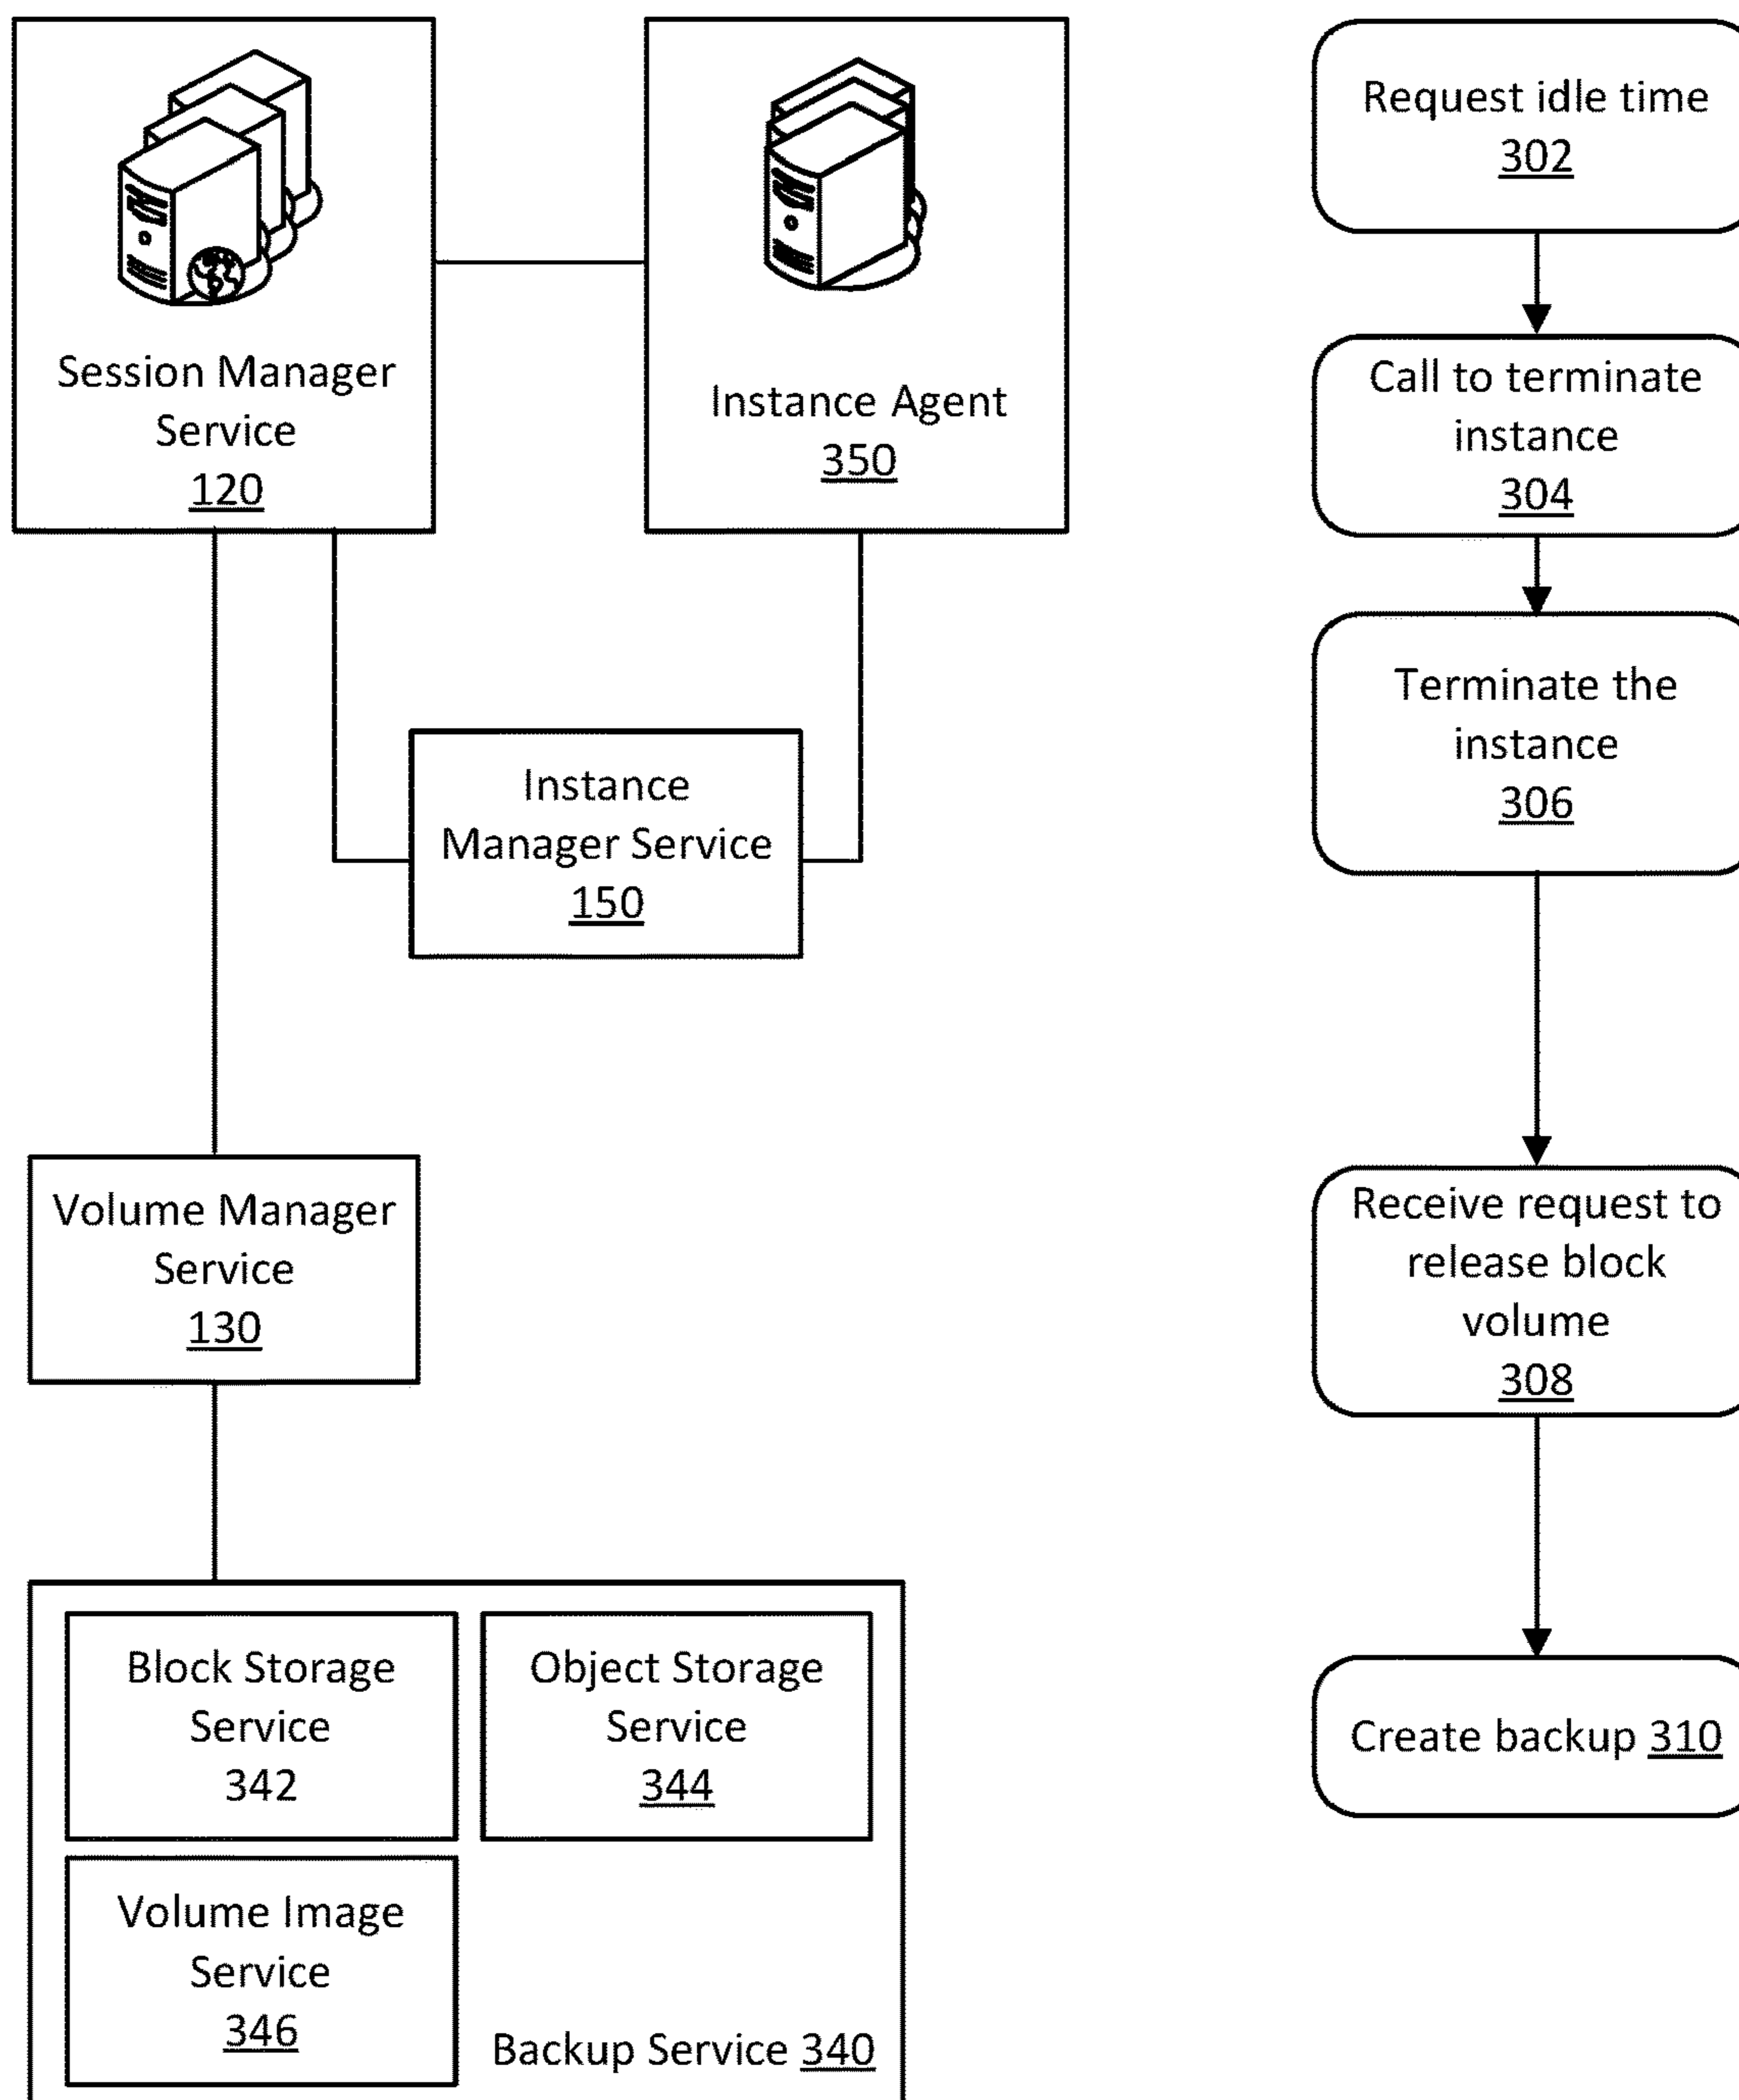 Session Manager
Service
120
Instance Agent
350
Instance
Manager Service
150
Volume Manager
Service
130
Block Storage
Service
342
Object Storage
Service
344
Volume Image
Service
346
Backup Service 340
Request idle time
302
Call to terminate
instance
304
Terminate the
instance
306
Receive request to
release block
volume
308
Create backup 310